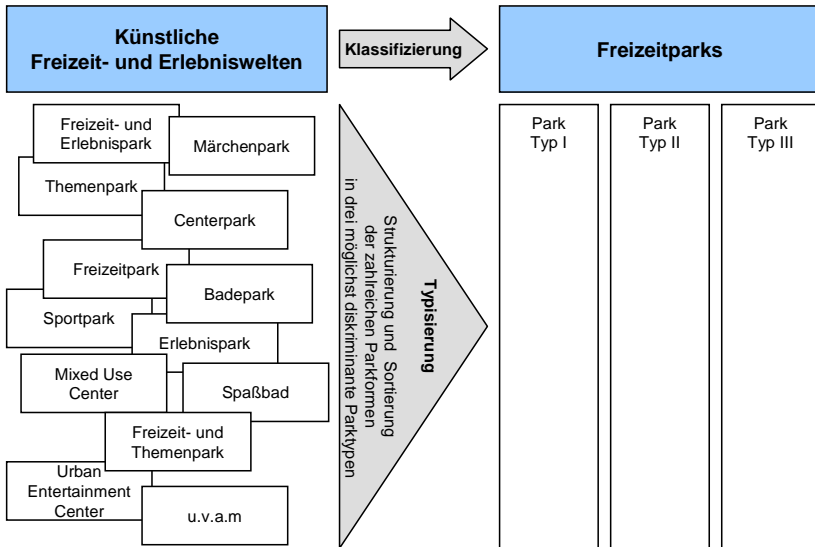 Künstliche
Freizeit- und Erlebniswelten
Klassifizierung
Freizeitparks
Freizeit- und
Erlebnispark
Märchenpark
Themenpark
Centerpark
Freizeitpark
Badepark
Sportpark
Erlebnispark
Mixed Use
Center
Spaßbad
Freizeit- und
Themenpark
Urban
Entertainment
Center
u.v.a.m
Typisierung
Strukturierung und Sortierung
der zahlreichen Parkformen
in drei möglichst diskriminante Parktypen
Park
Typ I
Park
Typ II
Park
Typ III